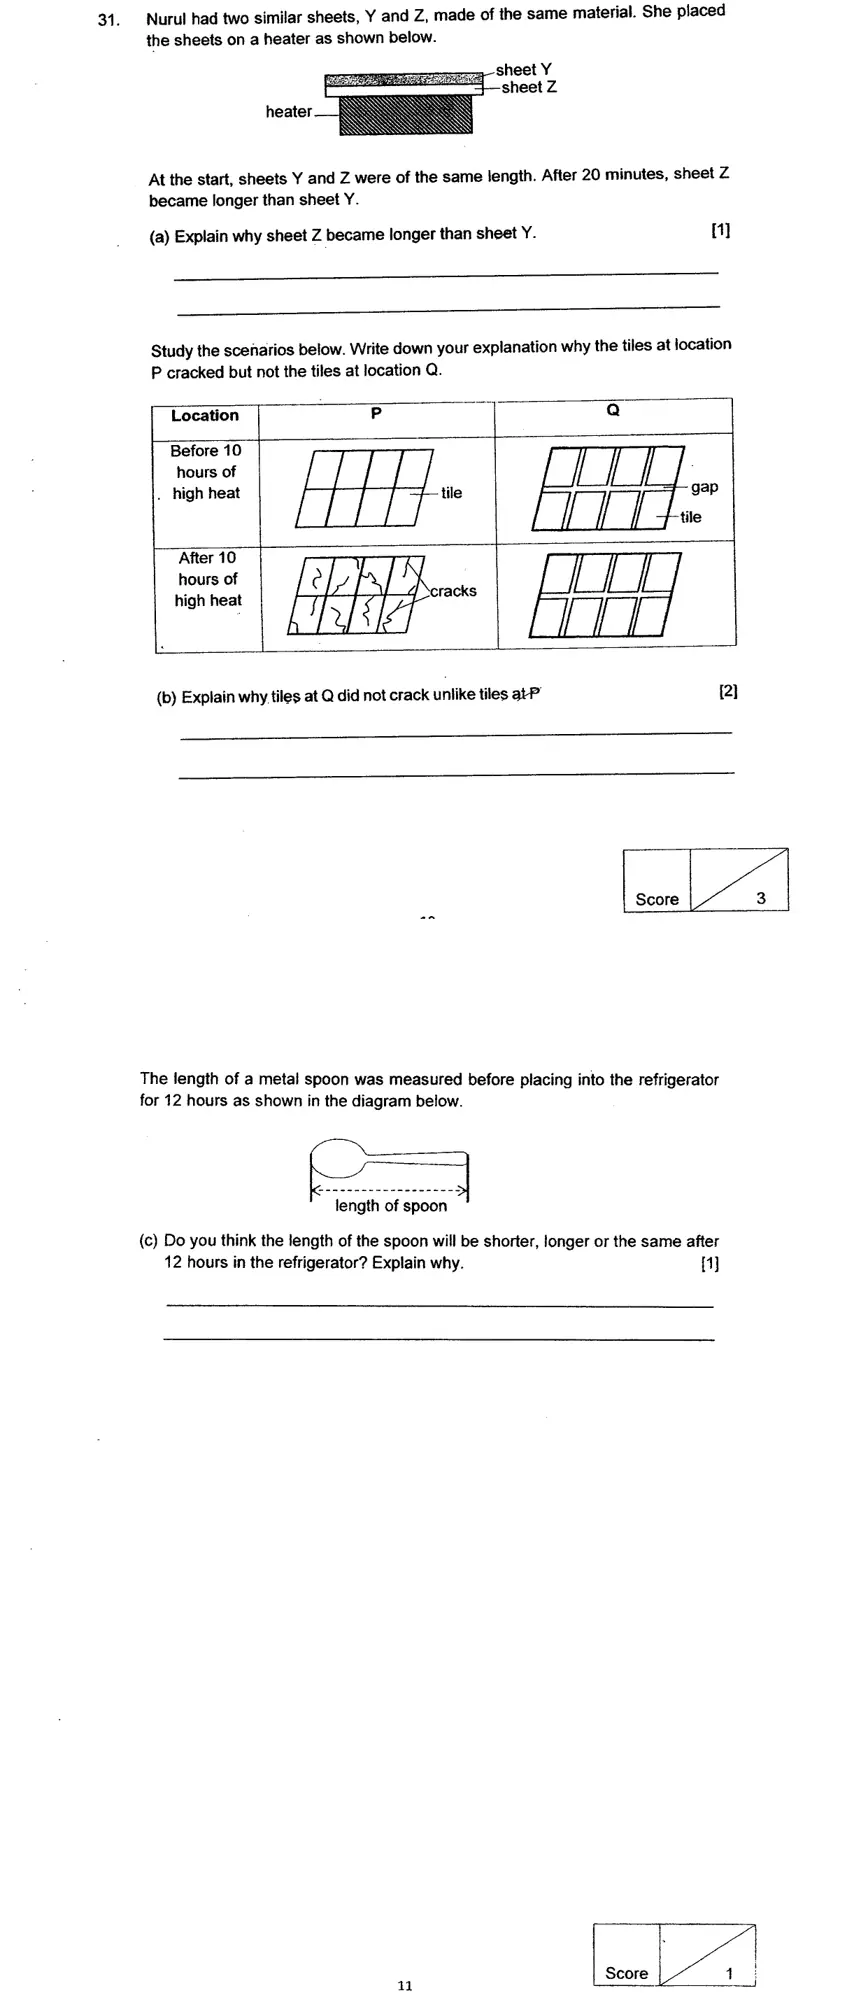 31. Nurul had two similar sheets, Y and Z, made of the same material. She placed
the sheets on a heater as shown below.
sheet Y
sheet Z
heater
At the start, sheets Y and Z were of the same length. After 20 minutes, sheet Z
became longer than sheet Y.
(a) Explain why sheet Z became longer than sheet Y. [1]
Study the scenarios below. Write down your explanation why the tiles at location
P cracked but not the tiles at location Q.
Location P Q
Before 10
hours of
high heat
tile
gap
tile
After 10
hours of
high heat
cracks
(b) Explain why tiles at Q did not crack unlike tiles at P [2]
Score 3
The length of a metal spoon was measured before placing into the refrigerator
for 12 hours as shown in the diagram below.
length of spoon
(c) Do you think the length of the spoon will be shorter, longer or the same after
12 hours in the refrigerator? Explain why. [1]
Score 1
11